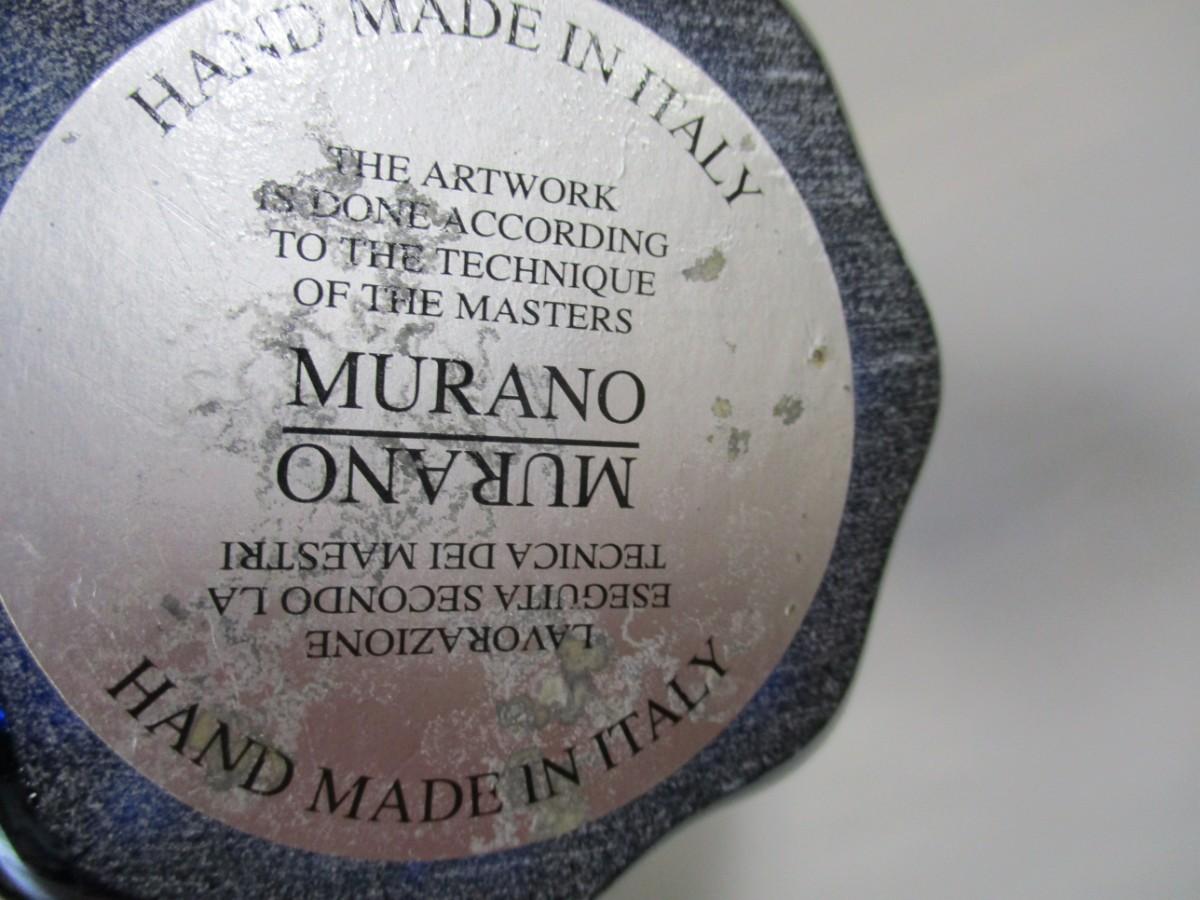 HAND MADE IN ITALY
THE ARTWORK
IS DONE ACCORDING
TO THE TECHNIQUE
OF THE MASTERS
MURANO
MURANO
LAVORAZIONE
ESEGUITA SECONDO LA
TECNICA DEI MAESTRI
HAND MADE IN ITALY